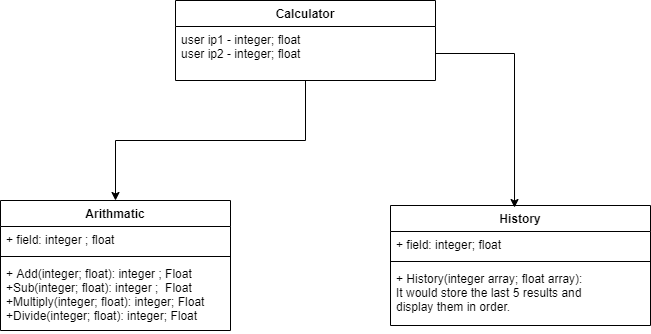 Calculator
user ip1 - integer; float
user ip2 - integer; float
Arithmatic
+ field: integer ; float
+ Add(integer; float): integer ; Float
+Sub(integer; float): integer ;  Float
+Multiply(integer; float): integer; Float
+Divide(integer; float): integer; Float
History
+ field: integer; float
+ History(integer array; float array):
It would store the last 5 results and
display them in order.